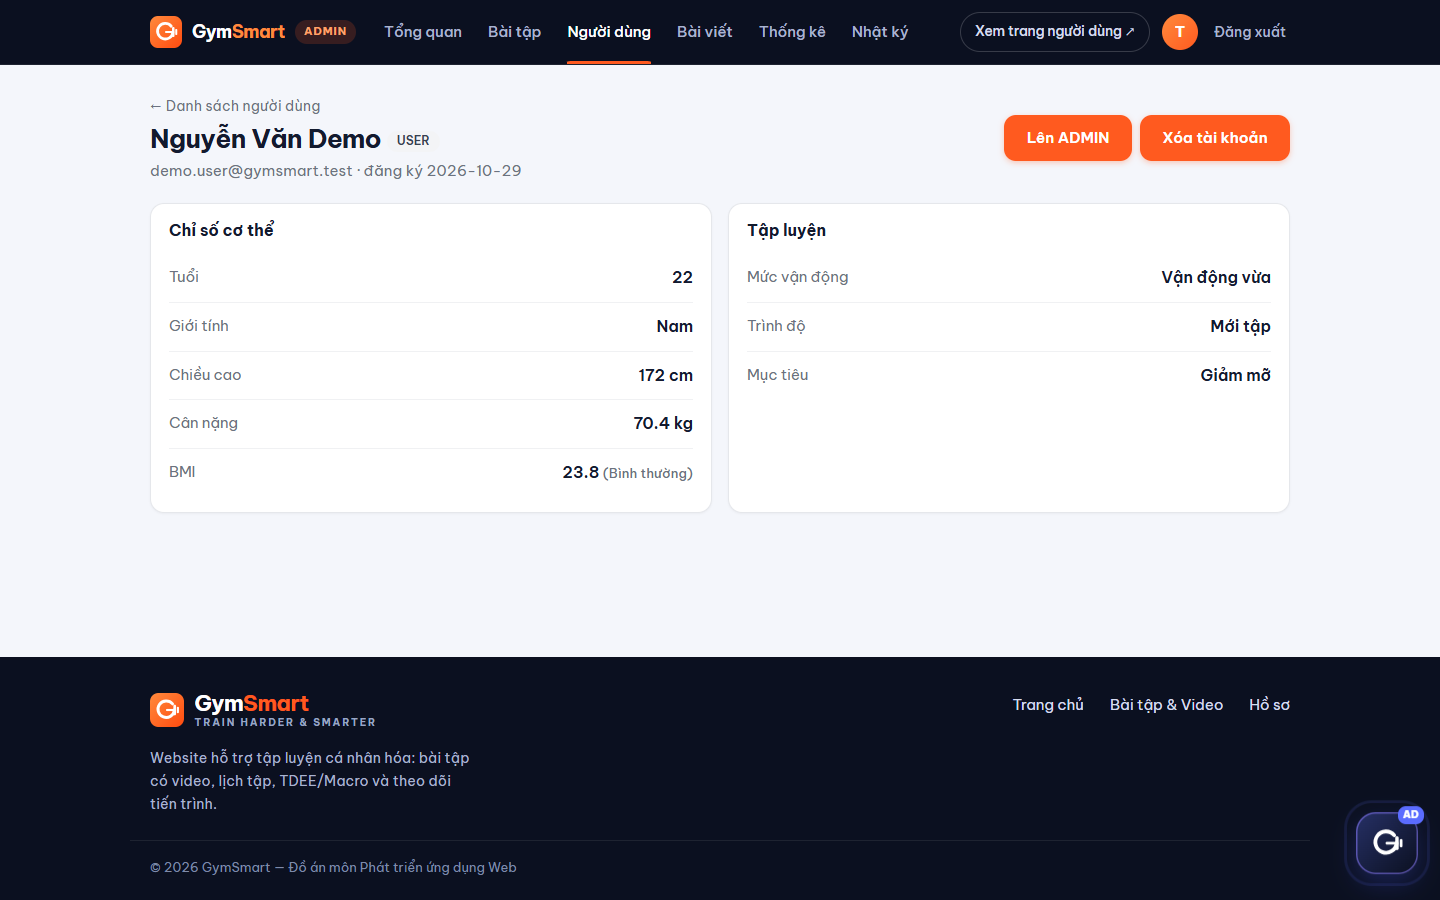 GymSmart ADMIN Tổng quan Bài tập Người dùng Bài viết Thống kê Nhật ký Xem trang người dùng ↗ T Đăng xuất
← Danh sách người dùng
Nguyễn Văn Demo USER
demo.user@gymsmart.test · đăng ký 2026-10-29
Lên ADMIN Xóa tài khoản
Chỉ số cơ thể
Tuổi 22
Giới tính Nam
Chiều cao 172 cm
Cân nặng 70.4 kg
BMI 23.8 (Bình thường)
Tập luyện
Mức vận động Vận động vừa
Trình độ Mới tập
Mục tiêu Giảm mỡ
GymSmart
TRAIN HARDER & SMARTER
Website hỗ trợ tập luyện cá nhân hóa: bài tập
có video, lịch tập, TDEE/Macro và theo dõi
tiến trình.
Trang chủ Bài tập & Video Hồ sơ
© 2026 GymSmart — Đồ án môn Phát triển ứng dụng Web
AD